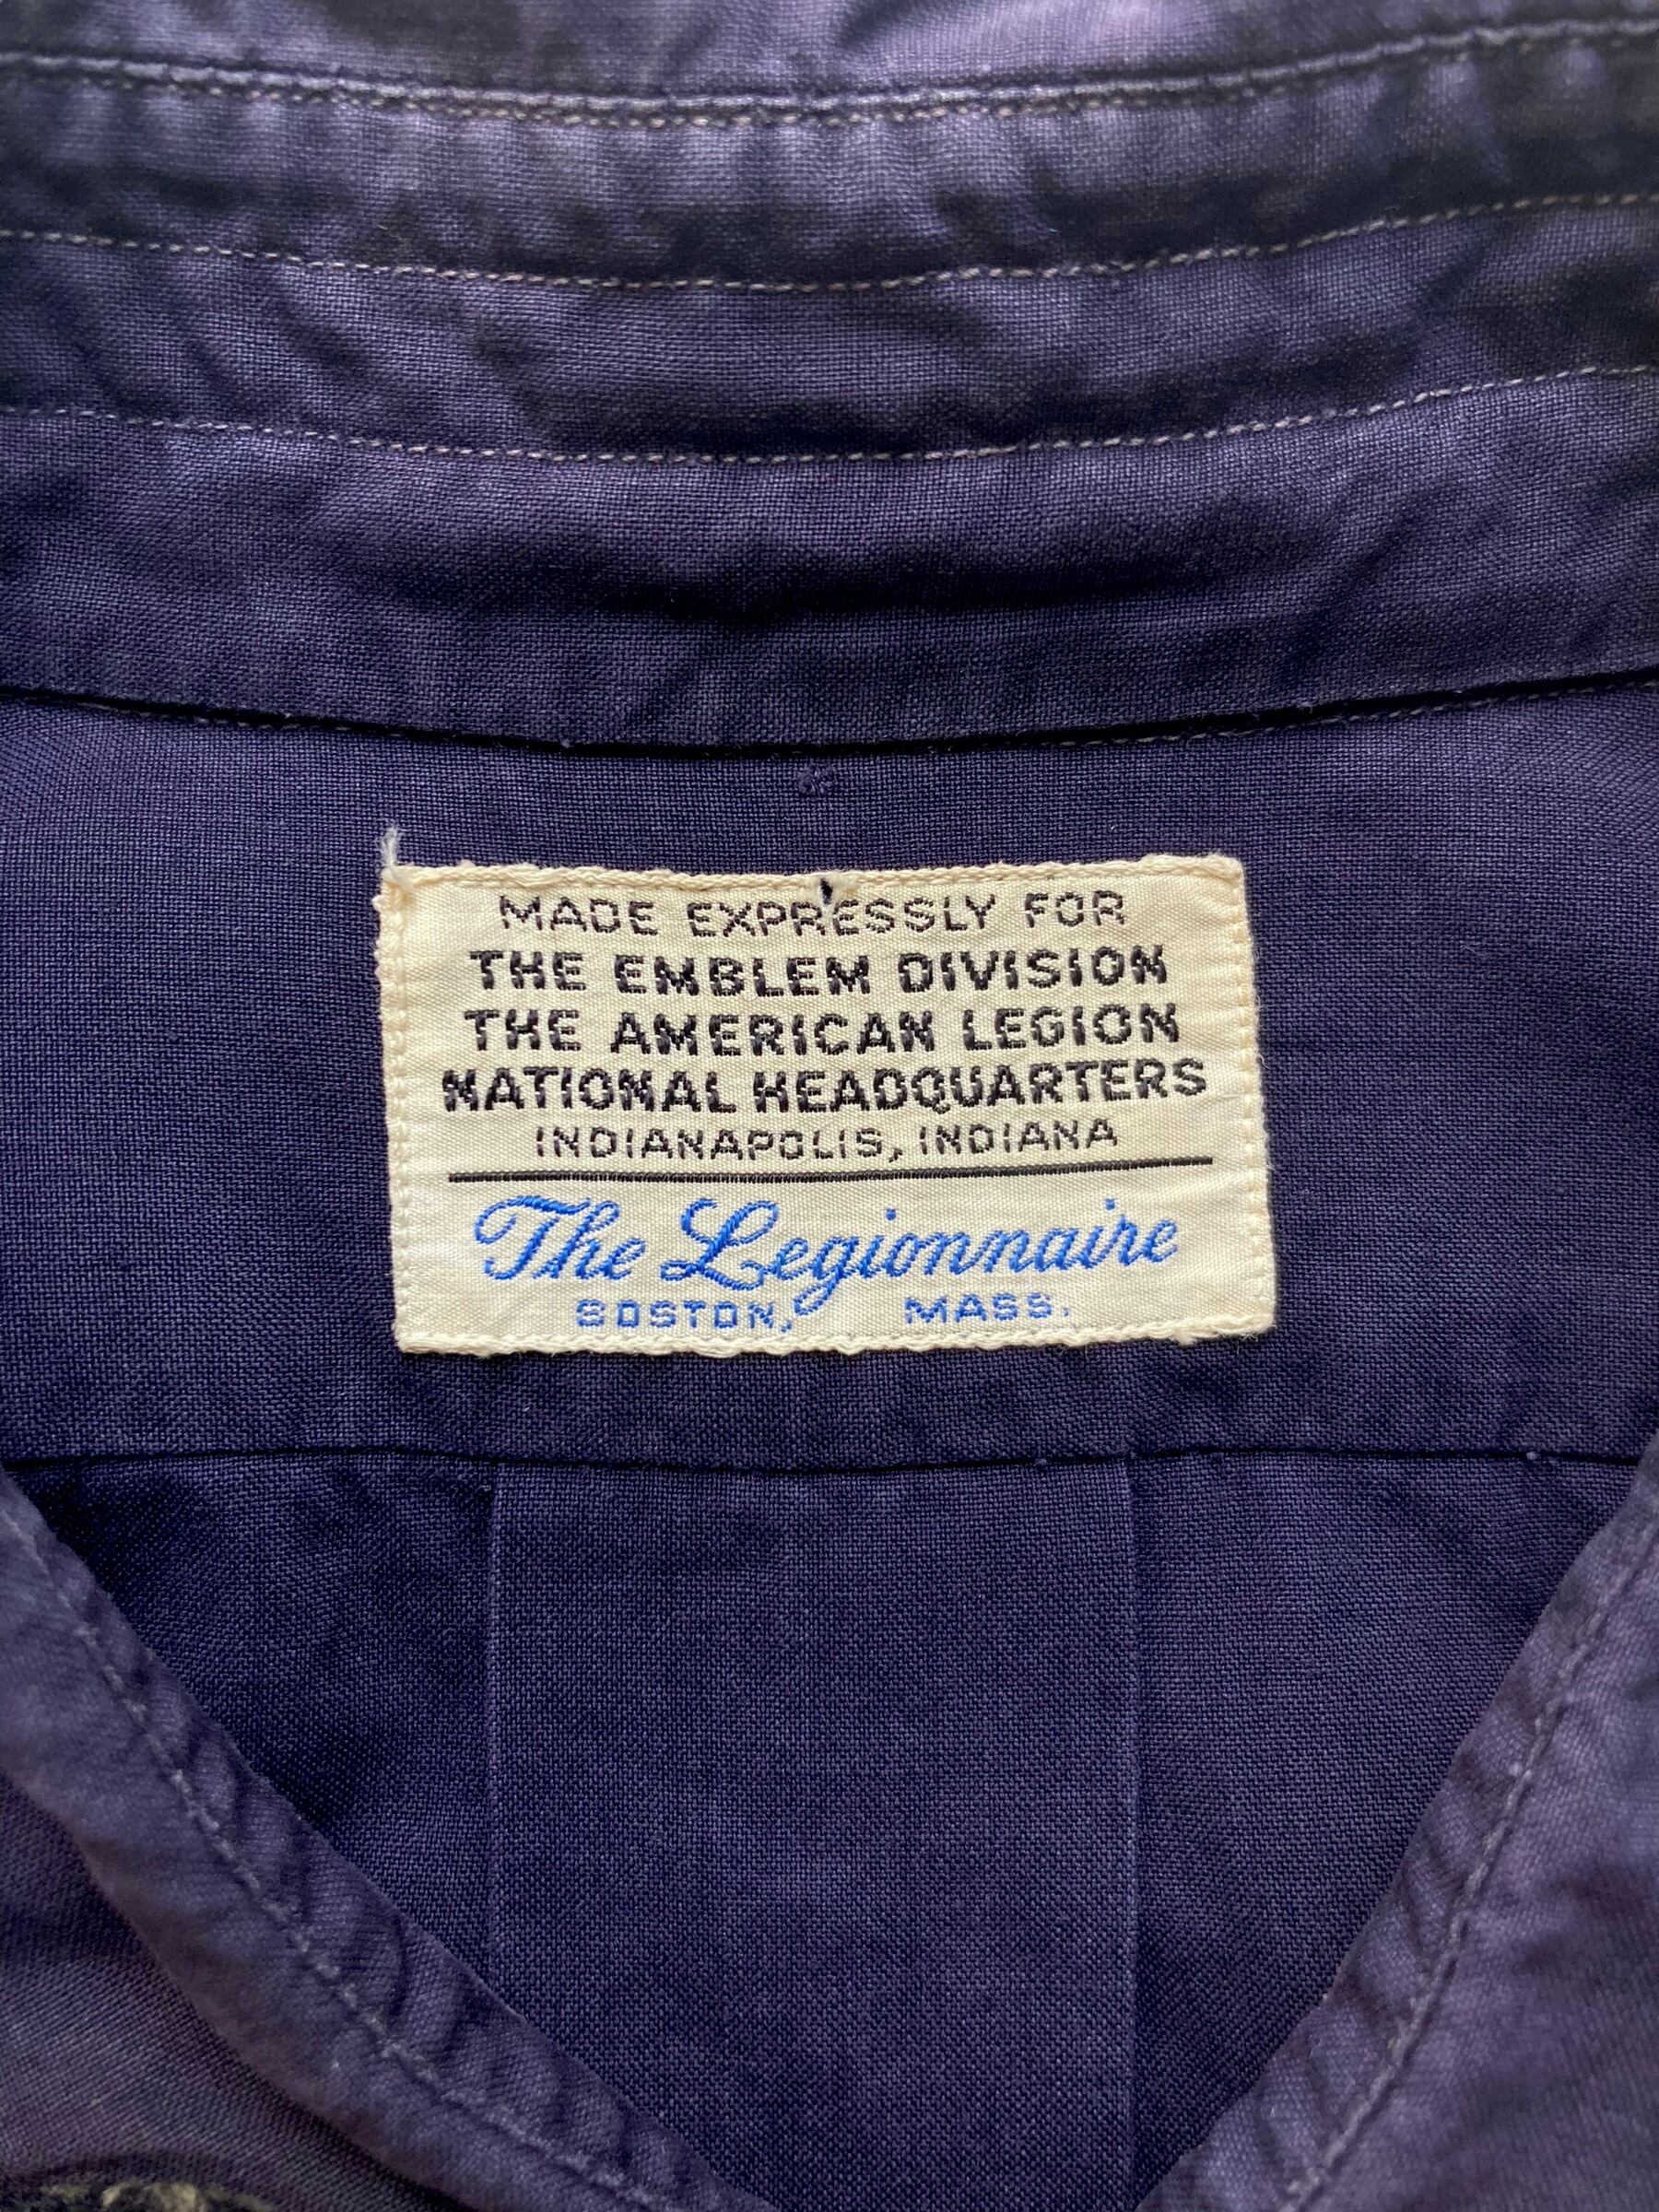 MADE EXPRESSLY FOR
THE EMBLEM DIVISION
THE AMERICAN LEGION
NATIONAL HEADQUARTERS
INDIANAPOLIS, INDIANA
The Legionnaire
BOSTON, MASS.